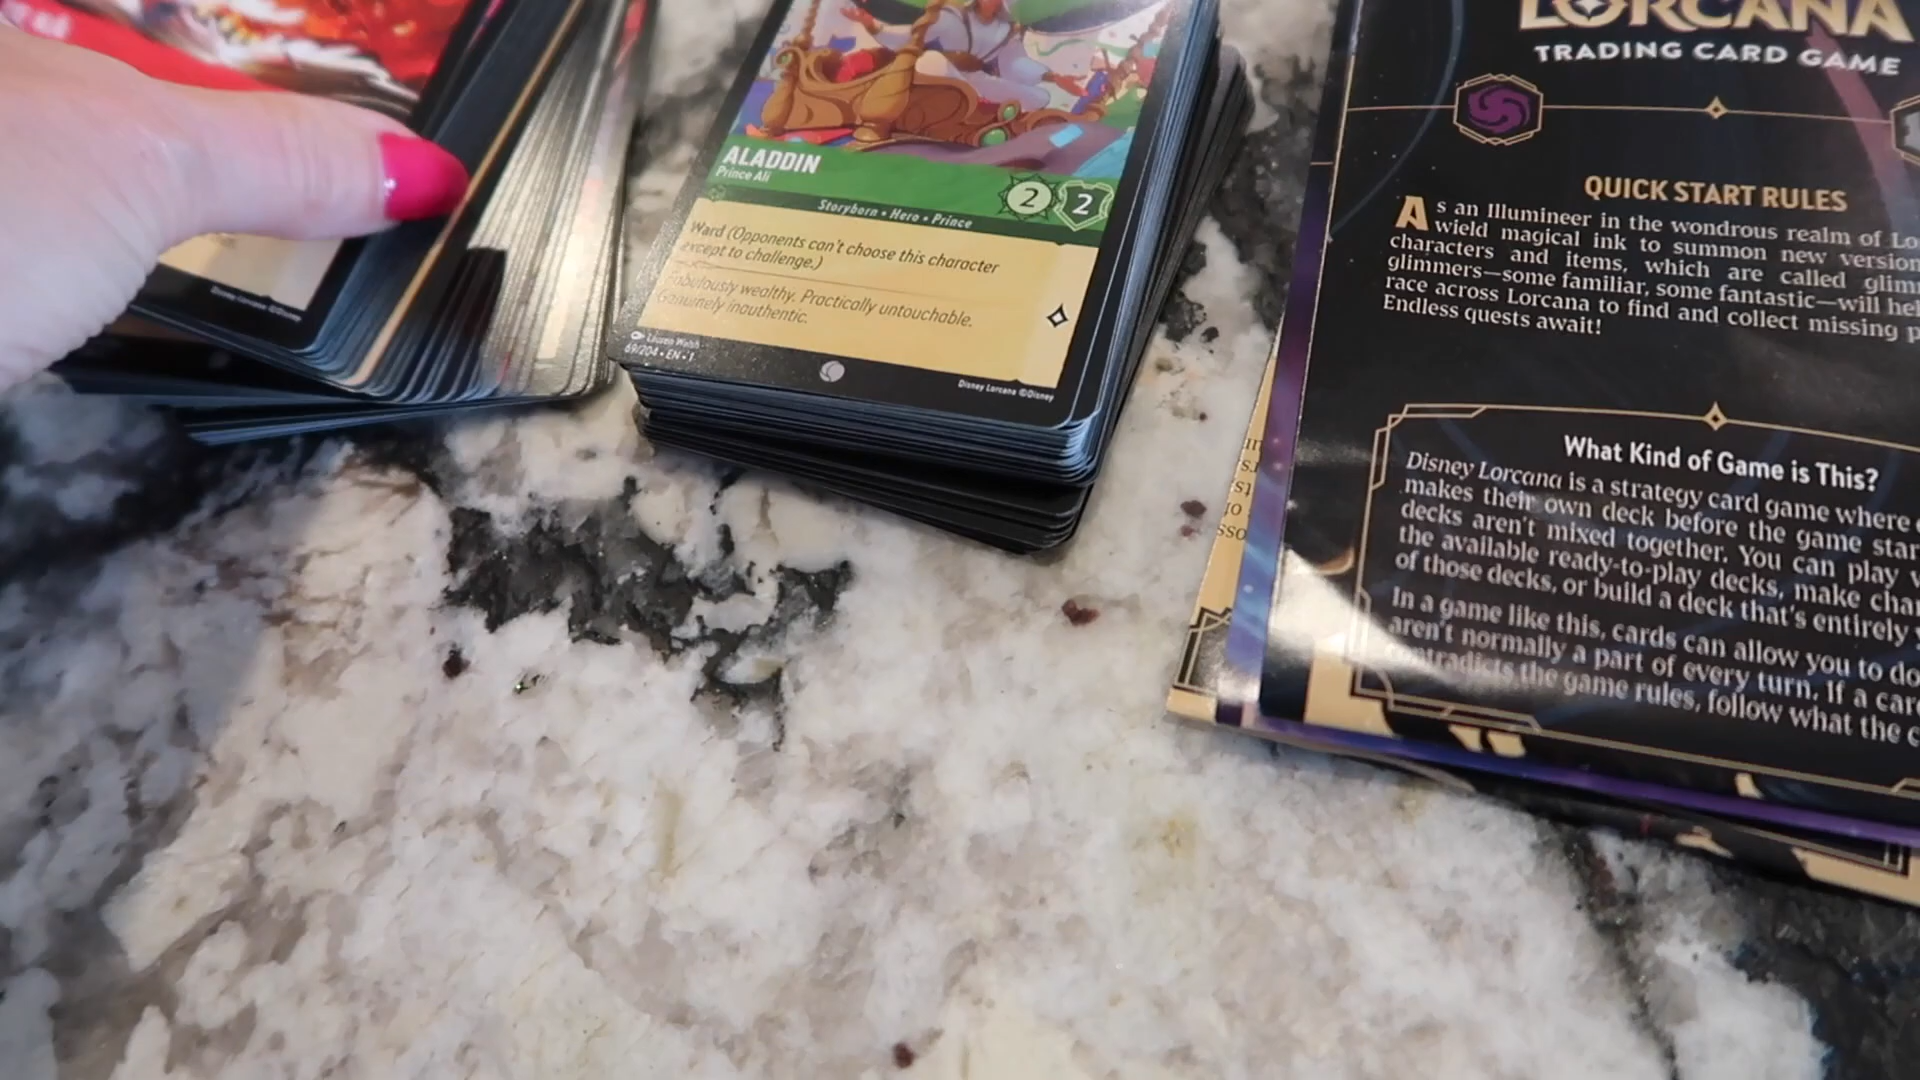 ALADDIN
Prince Ali
2 2
Storyborn • Hero • Prince
Ward (Opponents can't choose this character
except to challenge.)
Fabulously wealthy. Practically untouchable.
Genuinely inauthentic.
69/204 • EN • 1
Disney Lorcana ©Disney
Disney Lorcana ©Disney
LORCANA
TRADING CARD GAME
QUICK START RULES
As an Illumineer in the wondrous realm of
wield magical ink to summon new
characters and items, which are called
glimmers—some familiar, some fantastic—will
race across Lorcana to find and collect missing
Endless quests await!
What Kind of Game is This?
Disney Lorcana is a strategy card game where
makes their own deck before the game
decks aren't mixed together. You can play
the available ready-to-play decks, make
of those decks, or build a deck that's entirely
In a game like this, cards can allow you to do
aren't normally a part of every turn. If a
contradicts the game rules, follow what the